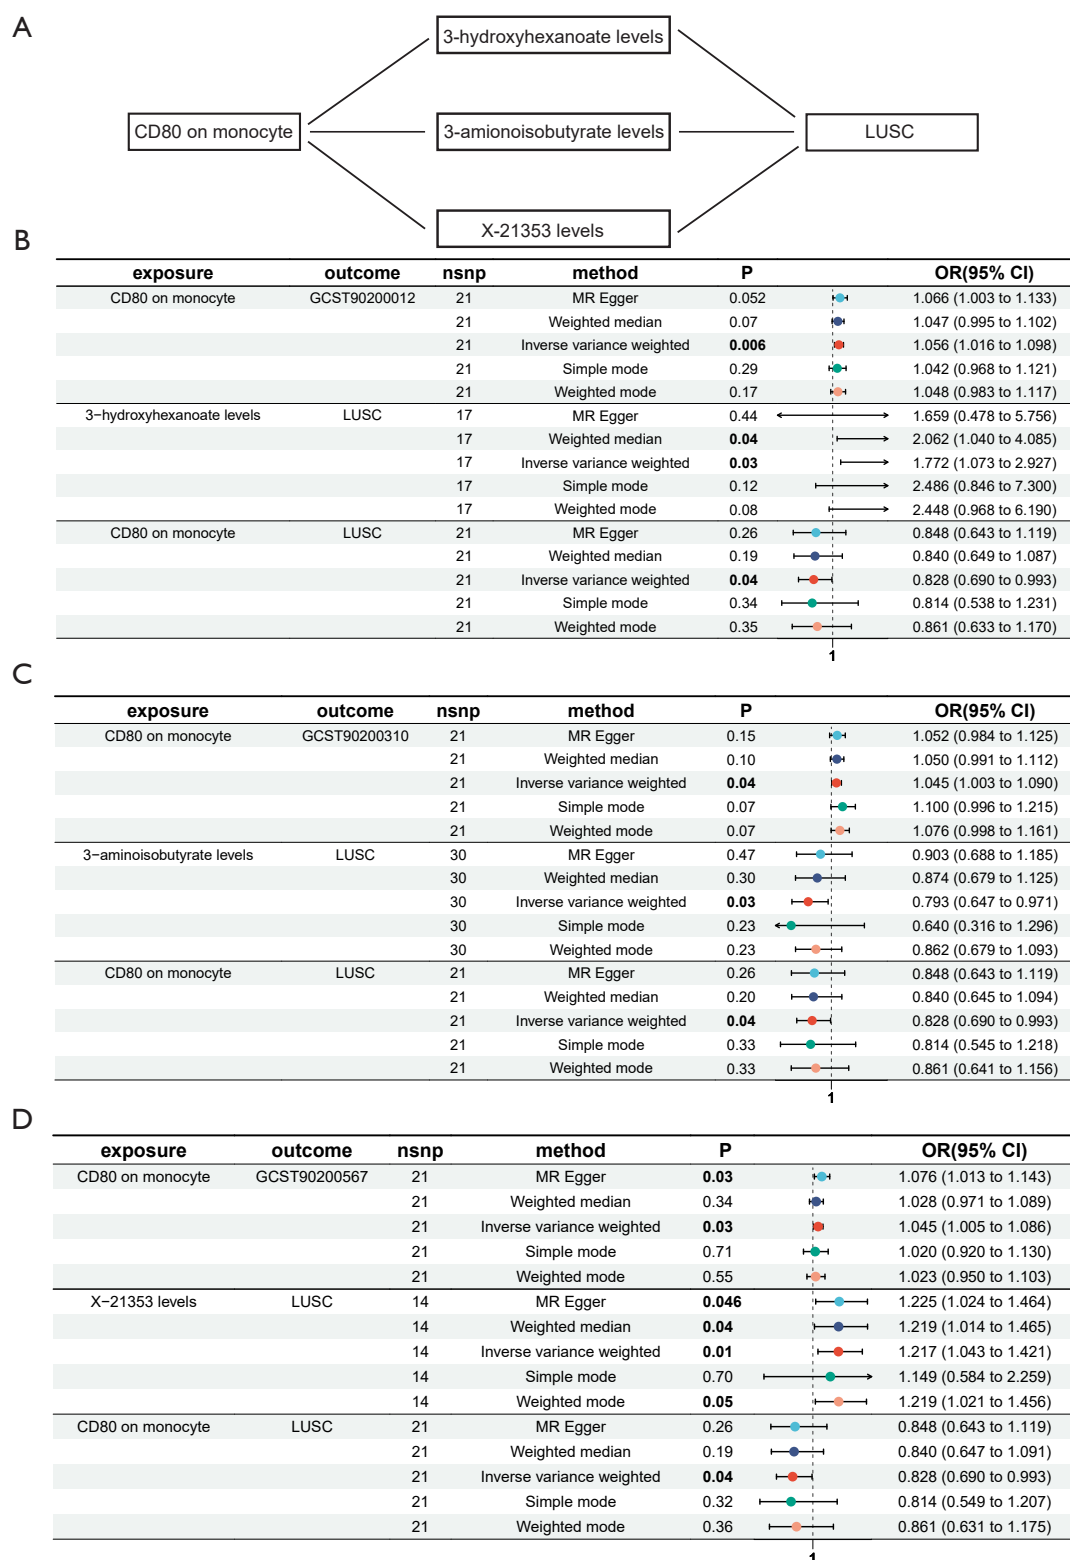 A
3-hydroxyhexanoate levels
CD80 on monocyte
3-amionoisobutyrate levels
LUSC
X-21353 levels
B
exposure outcome nsnp method P OR(95% CI)
CD80 on monocyte GCST90200012 21 MR Egger 0.052 1.066 (1.003 to 1.133)
21 Weighted median 0.07 1.047 (0.995 to 1.102)
21 Inverse variance weighted 0.006 1.056 (1.016 to 1.098)
21 Simple mode 0.29 1.042 (0.968 to 1.121)
21 Weighted mode 0.17 1.048 (0.983 to 1.117)
3−hydroxyhexanoate levels LUSC 17 MR Egger 0.44 1.659 (0.478 to 5.756)
17 Weighted median 0.04 2.062 (1.040 to 4.085)
17 Inverse variance weighted 0.03 1.772 (1.073 to 2.927)
17 Simple mode 0.12 2.486 (0.846 to 7.300)
17 Weighted mode 0.08 2.448 (0.968 to 6.190)
CD80 on monocyte LUSC 21 MR Egger 0.26 0.848 (0.643 to 1.119)
21 Weighted median 0.19 0.840 (0.649 to 1.087)
21 Inverse variance weighted 0.04 0.828 (0.690 to 0.993)
21 Simple mode 0.34 0.814 (0.538 to 1.231)
21 Weighted mode 0.35 0.861 (0.633 to 1.170)
1
C
exposure outcome nsnp method P OR(95% CI)
CD80 on monocyte GCST90200310 21 MR Egger 0.15 1.052 (0.984 to 1.125)
21 Weighted median 0.10 1.050 (0.991 to 1.112)
21 Inverse variance weighted 0.04 1.045 (1.003 to 1.090)
21 Simple mode 0.07 1.100 (0.996 to 1.215)
21 Weighted mode 0.07 1.076 (0.998 to 1.161)
3−aminoisobutyrate levels LUSC 30 MR Egger 0.47 0.903 (0.688 to 1.185)
30 Weighted median 0.30 0.874 (0.679 to 1.125)
30 Inverse variance weighted 0.03 0.793 (0.647 to 0.971)
30 Simple mode 0.23 0.640 (0.316 to 1.296)
30 Weighted mode 0.23 0.862 (0.679 to 1.093)
CD80 on monocyte LUSC 21 MR Egger 0.26 0.848 (0.643 to 1.119)
21 Weighted median 0.20 0.840 (0.645 to 1.094)
21 Inverse variance weighted 0.04 0.828 (0.690 to 0.993)
21 Simple mode 0.33 0.814 (0.545 to 1.218)
21 Weighted mode 0.33 0.861 (0.641 to 1.156)
1
D
exposure outcome nsnp method P OR(95% CI)
CD80 on monocyte GCST90200567 21 MR Egger 0.03 1.076 (1.013 to 1.143)
21 Weighted median 0.34 1.028 (0.971 to 1.089)
21 Inverse variance weighted 0.03 1.045 (1.005 to 1.086)
21 Simple mode 0.71 1.020 (0.920 to 1.130)
21 Weighted mode 0.55 1.023 (0.950 to 1.103)
X−21353 levels LUSC 14 MR Egger 0.046 1.225 (1.024 to 1.464)
14 Weighted median 0.04 1.219 (1.014 to 1.465)
14 Inverse variance weighted 0.01 1.217 (1.043 to 1.421)
14 Simple mode 0.70 1.149 (0.584 to 2.259)
14 Weighted mode 0.05 1.219 (1.021 to 1.456)
CD80 on monocyte LUSC 21 MR Egger 0.26 0.848 (0.643 to 1.119)
21 Weighted median 0.19 0.840 (0.647 to 1.091)
21 Inverse variance weighted 0.04 0.828 (0.690 to 0.993)
21 Simple mode 0.32 0.814 (0.549 to 1.207)
21 Weighted mode 0.36 0.861 (0.631 to 1.175)
1